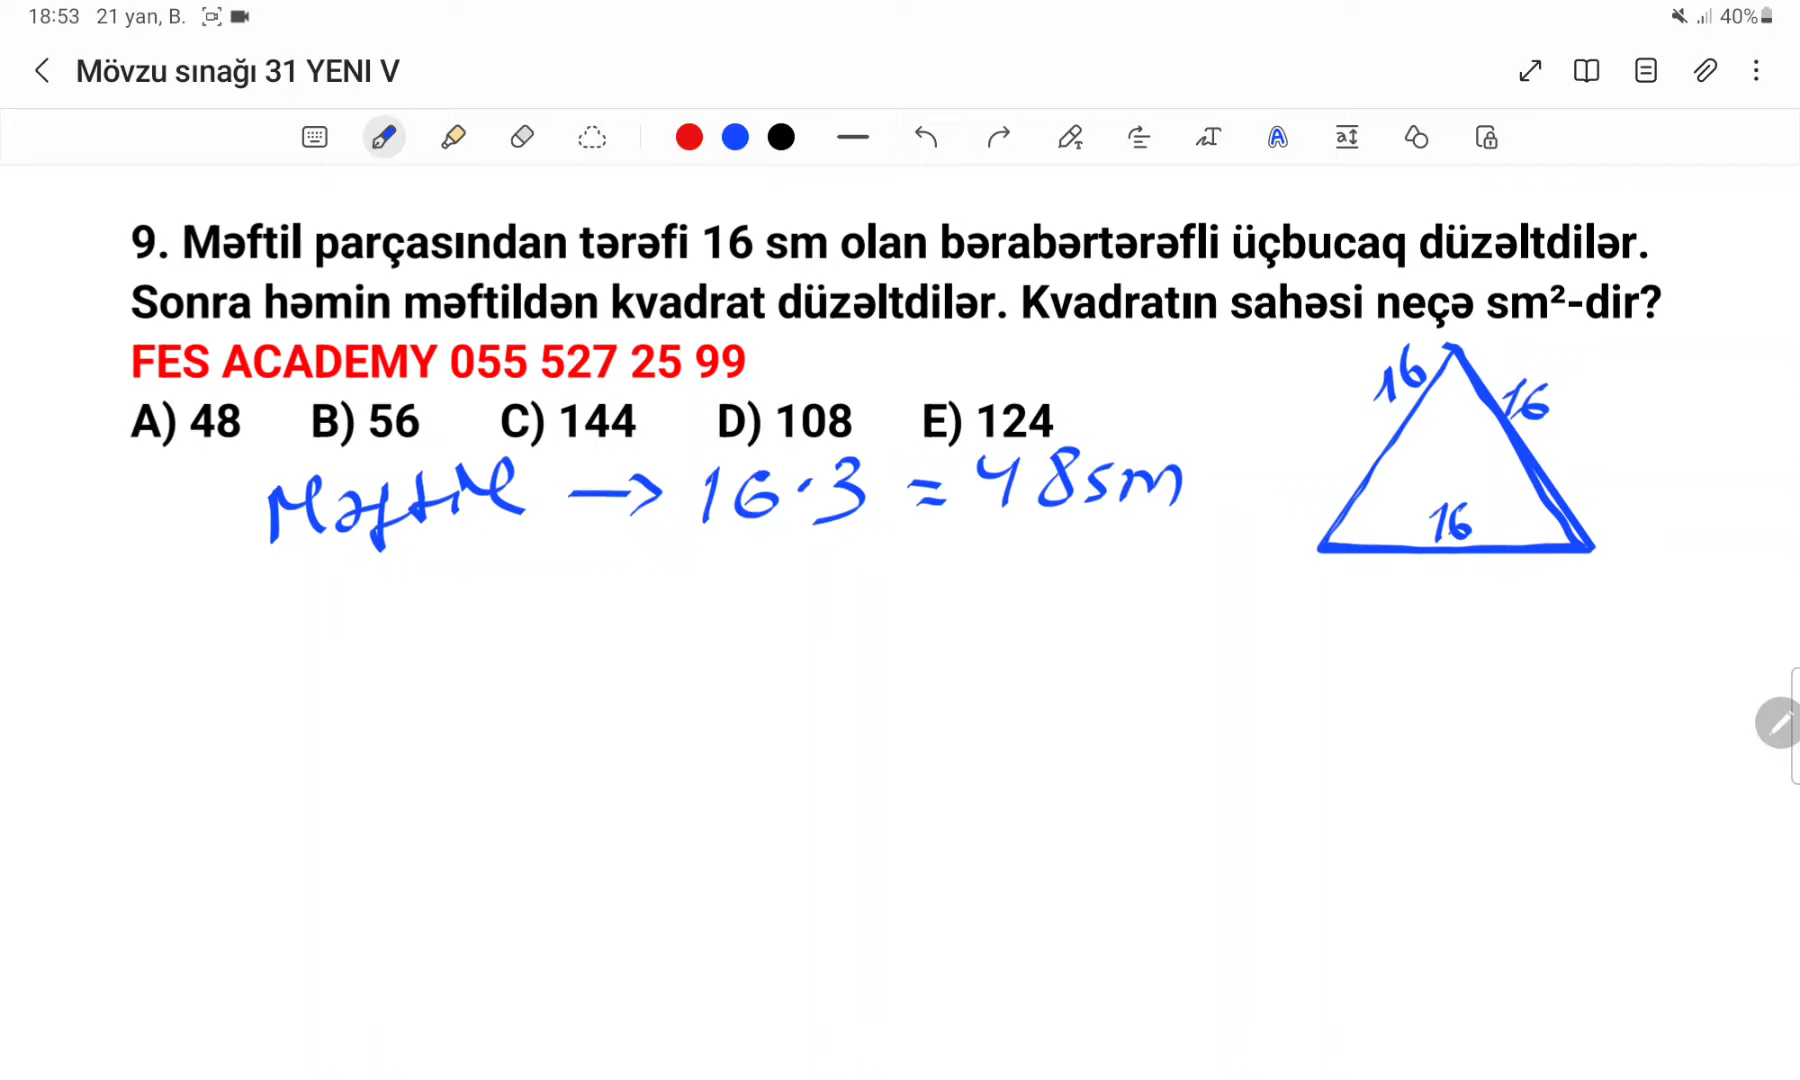 18:53 21 yan, B. 40%
Mövzu sınağı 31 YENI V
9. Məftil parçasından tərəfi 16 sm olan bərabərtərəfli üçbucaq düzəltdilər.
Sonra həmin məftildən kvadrat düzəltdilər. Kvadratın sahəsi neçə sm²-dir?
FES ACADEMY 055 527 25 99
16
16
A) 48 B) 56 C) 144 D) 108 E) 124
Məftil → 16·3 = 48sm
16